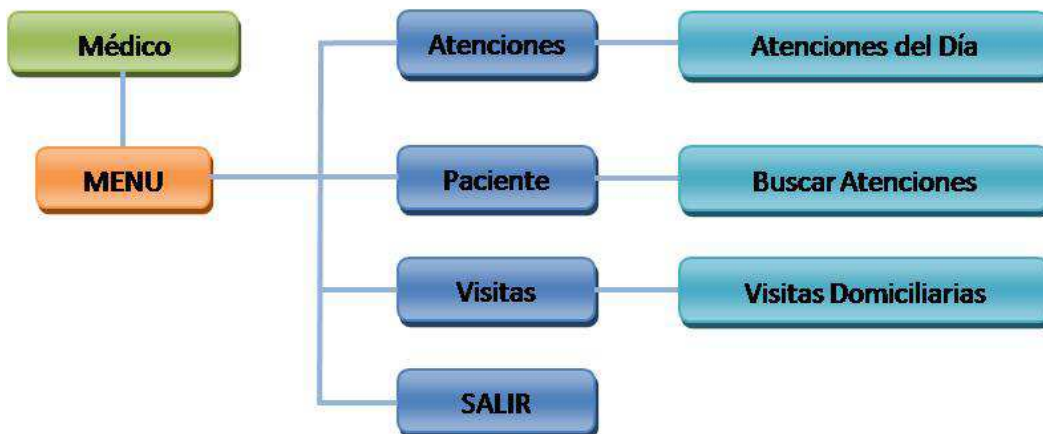 Médico
MENU
Atenciones
Atenciones del Día
Paciente
Buscar Atenciones
Visitas
Visitas Domiciliarias
SALIR